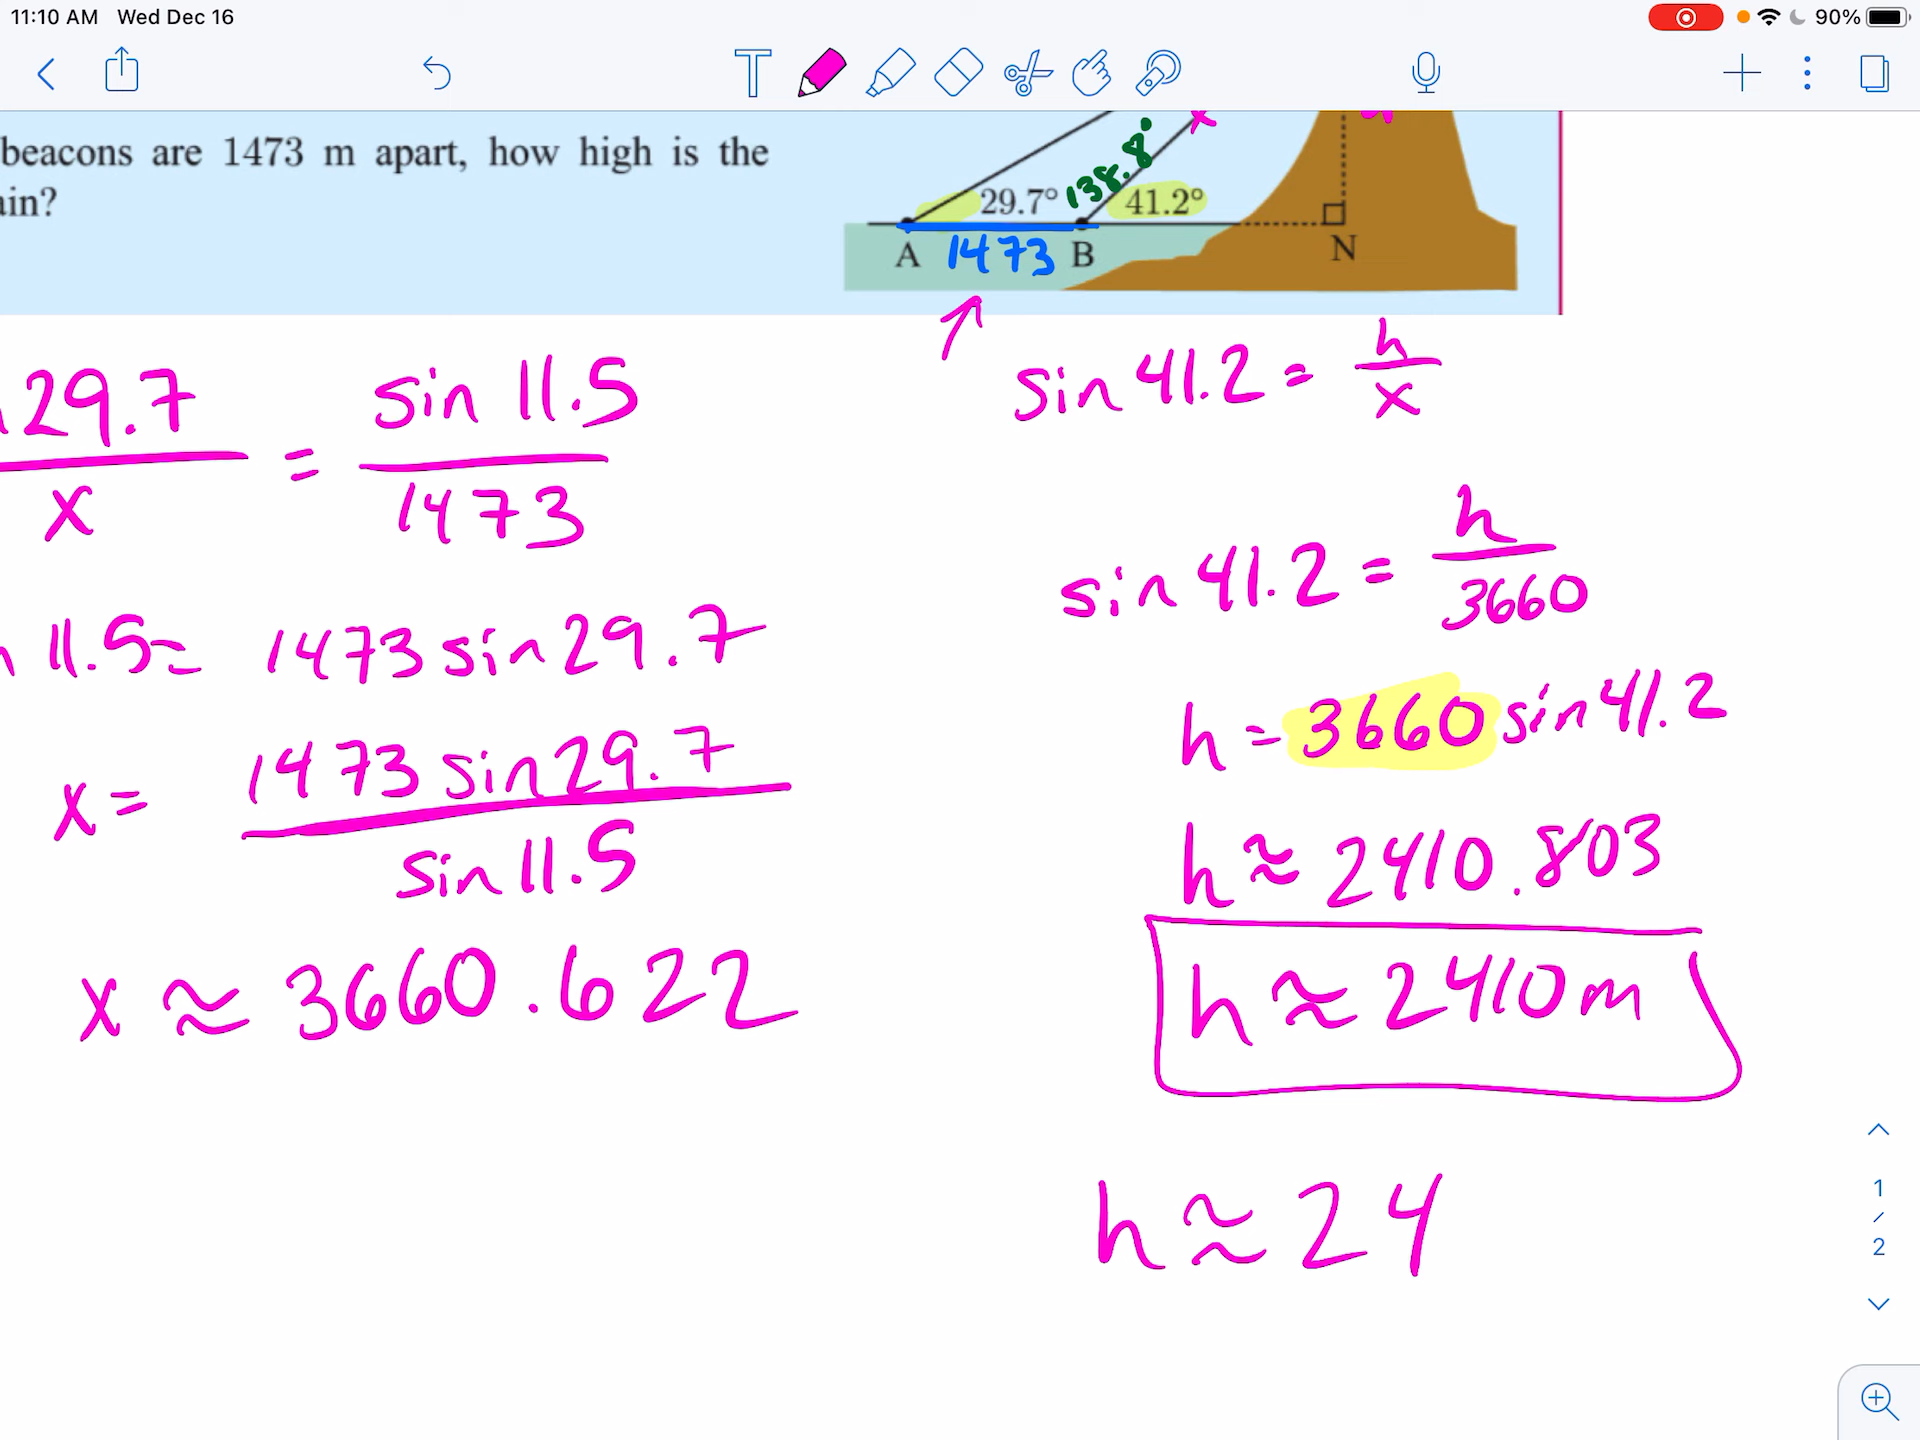 11:10 AM Wed Dec 16
90%
T
beacons are 1473 m apart, how high is the
ain?
x
29.7° 138.8° 41.2°
A 1473 B N
29.7 / x = sin 11.5 / 1473
11.5 = 1473 sin 29.7
x = 1473 sin 29.7 / sin 11.5
x ≈ 3660.622
sin 41.2 = h / x
sin 41.2 = h / 3660
h = 3660 sin 41.2
h ≈ 2410.803
h ≈ 2410 m
h ≈ 24
1 / 2